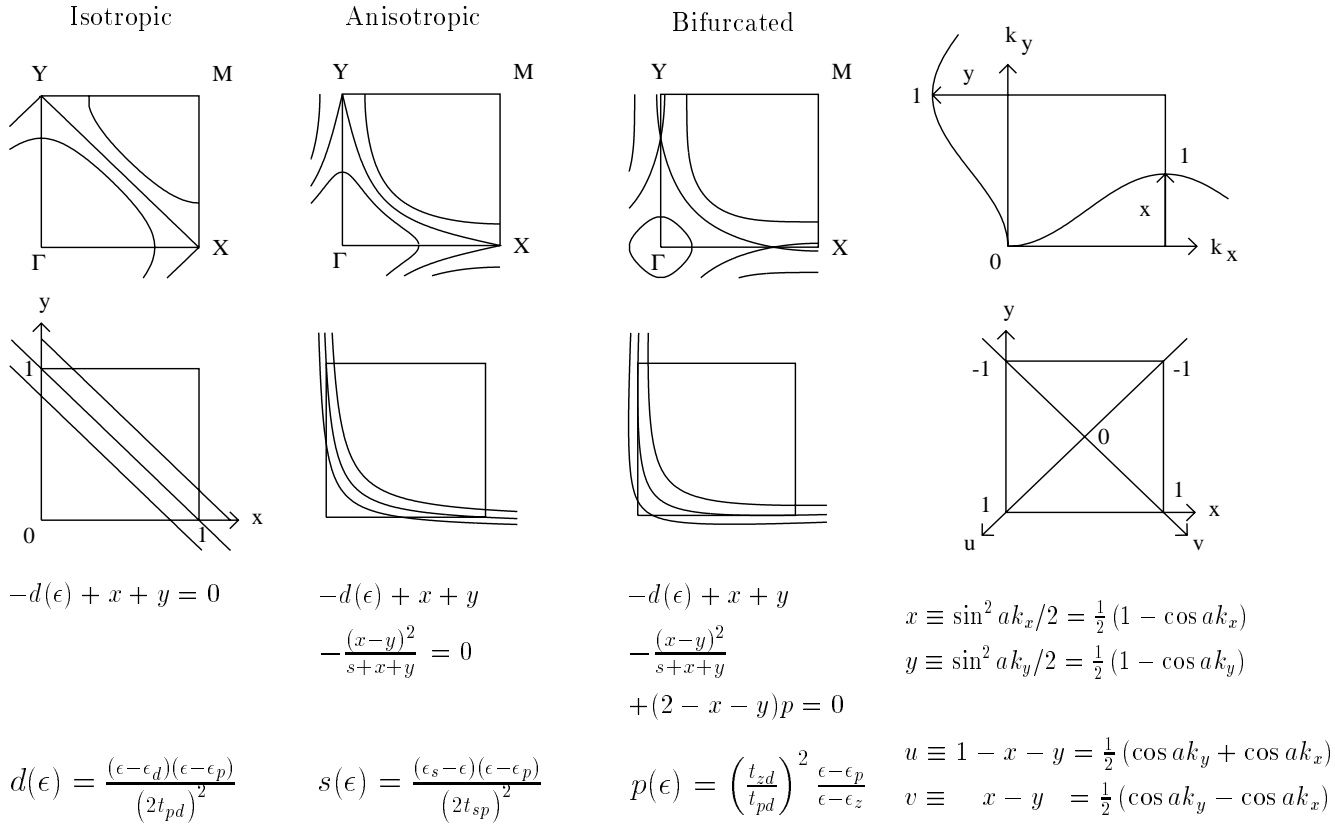 Isotropic
Anisotropic
Bifurcated
k y
Y M
Y M
Y M
y
1
1
x
Γ X
Γ X
Γ X
0
k x
y
1
0
1
x
y
-1 -1
0
1 1
x
u v
−d(ϵ) + x + y = 0
−d(ϵ) + x + y
−(x−y)²/(s+x+y) = 0
−d(ϵ) + x + y
−(x−y)²/(s+x+y)
+(2 − x − y)p = 0
x ≡ sin² ak_x/2 = ½ (1 − cos ak_x)
y ≡ sin² ak_y/2 = ½ (1 − cos ak_y)
d(ϵ) = (ϵ−ϵ_d)(ϵ−ϵ_p)/(2t_pd)²
s(ϵ) = (ϵ_s−ϵ)(ϵ−ϵ_p)/(2t_sp)²
p(ϵ) = (t_zd/t_pd)² (ϵ−ϵ_p)/(ϵ−ϵ_z)
u ≡ 1 − x − y = ½ (cos ak_y + cos ak_x)
v ≡ x − y = ½ (cos ak_y − cos ak_x)